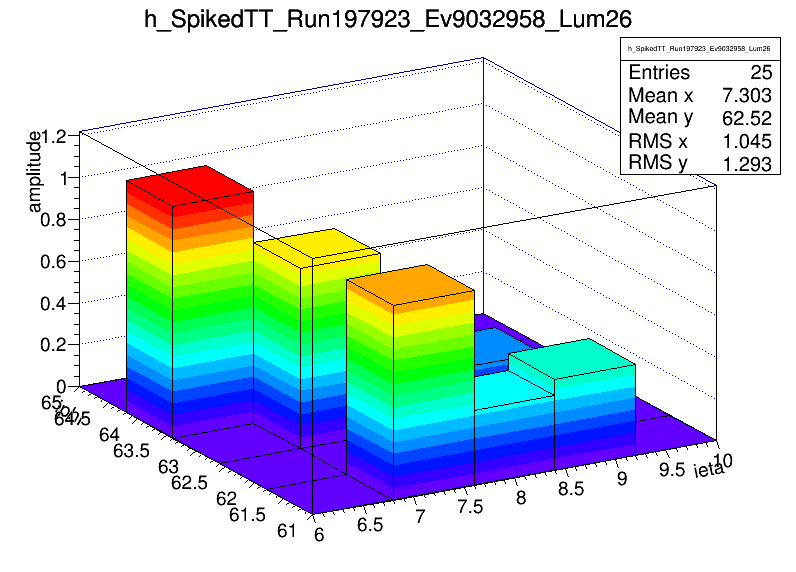 h_SpikedTT_Run197923_Ev9032958_Lum26
h_SpikedTT_Run197923_Ev9032958_Lum26
Entries 25
Mean x 7.303
Mean y 62.52
RMS x 1.045
RMS y 1.293
amplitude
1.2
1
0.8
0.6
0.4
0.2
0
65
64.5
64
63.5
63
62.5
62
61.5
61
6
6.5
7
7.5
8
8.5
9
9.5
10
ieta